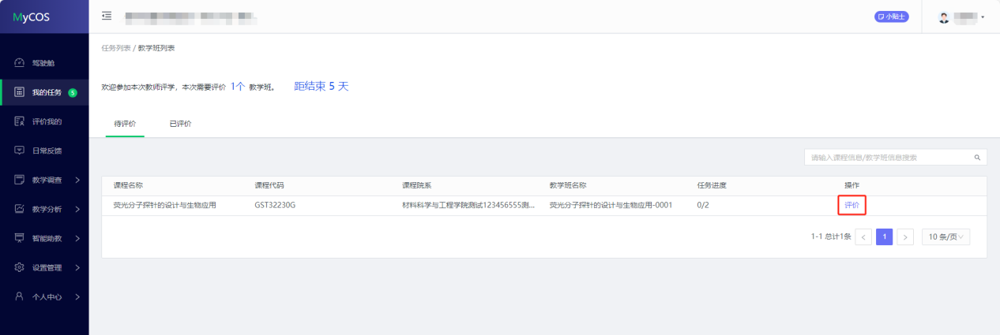 MyCOS
小贴士
驾驶舱
我的任务 5
评价我的
日常反馈
教学调查
教学分析
智能助教
设置管理
个人中心
任务列表 / 教学班列表
欢迎参加本次教师评学，本次需要评价 1个 教学班。 距结束 5 天
待评价 已评价
请输入课程信息/教学班信息搜索
课程名称 课程代码 课程院系 教学班名称 任务进度 操作
荧光分子探针的设计与生物应用 GST32230G 材料科学与工程学院测试123456555测... 荧光分子探针的设计与生物应用-0001 0/2 评价
1-1 总计1条 < 1 > 10 条/页